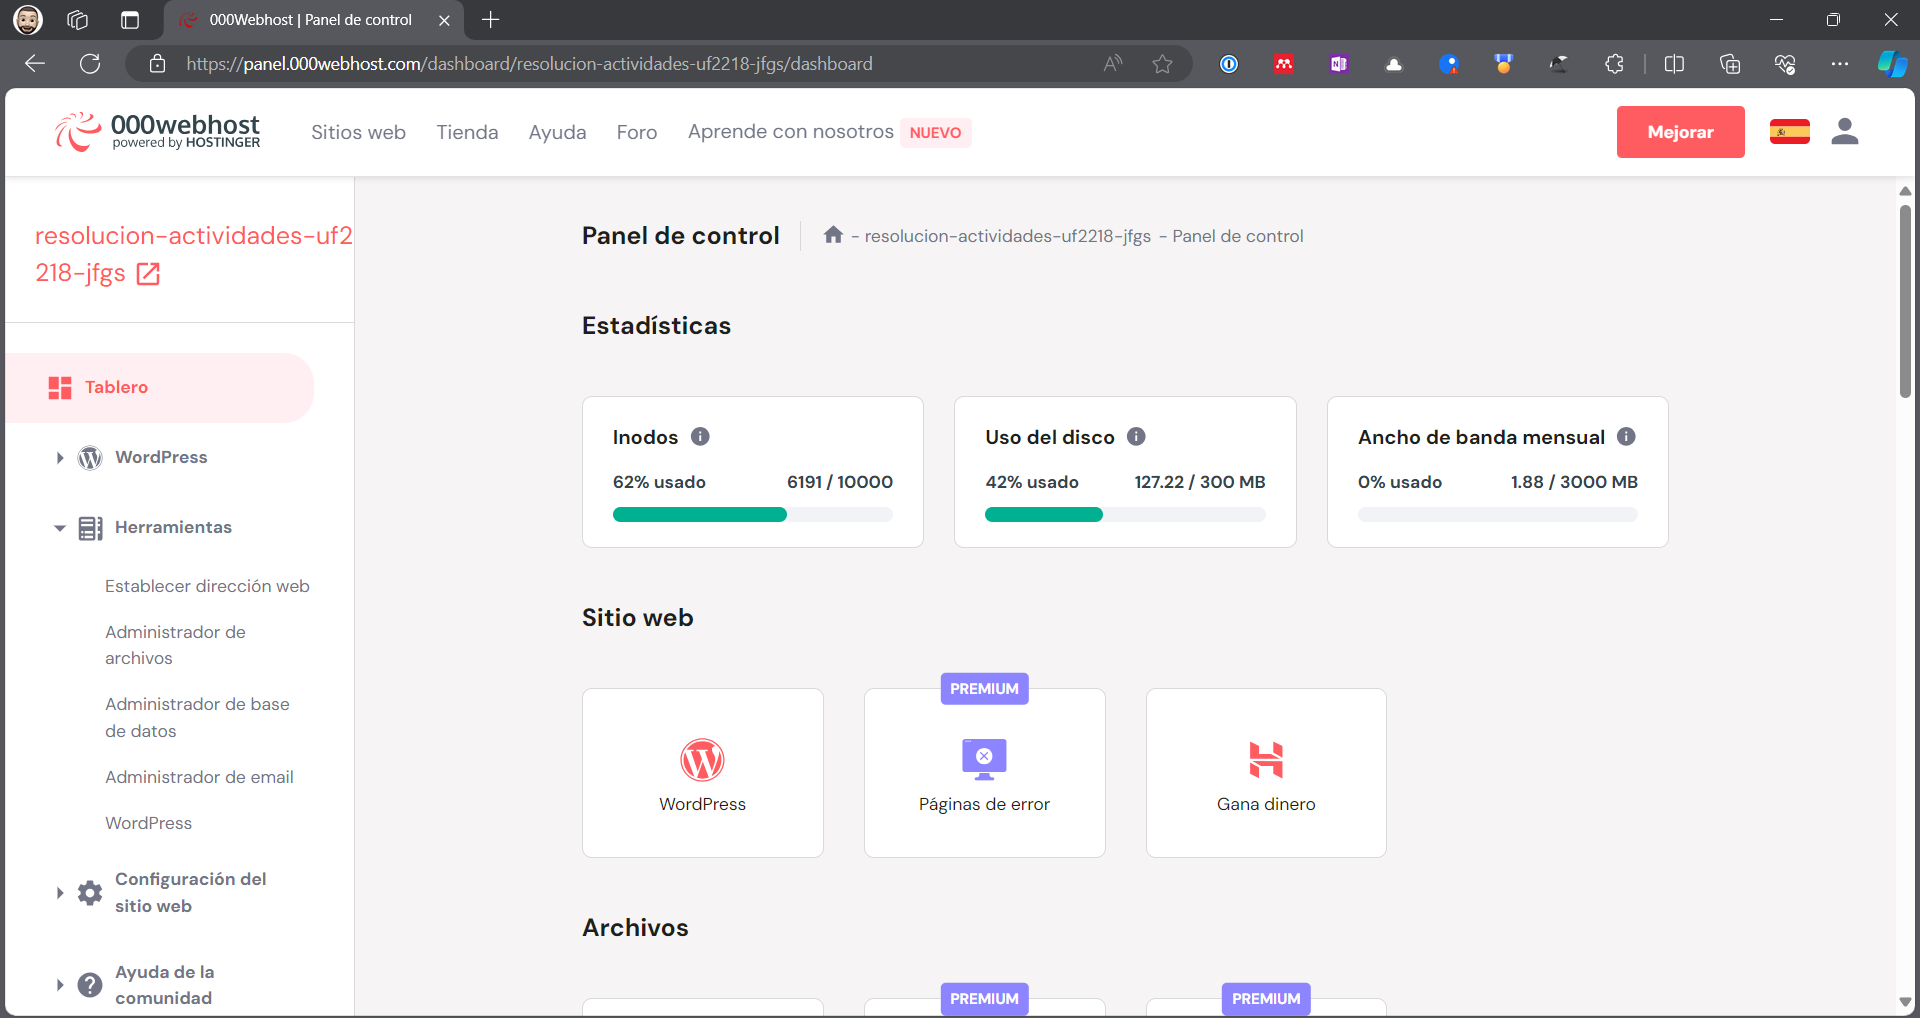 000Webhost | Panel de control
https://panel.000webhost.com/dashboard/resolucion-actividades-uf2218-jfgs/dashboard
000webhost
powered by HOSTINGER
Sitios web
Tienda
Ayuda
Foro
Aprende con nosotros
NUEVO
Mejorar
resolucion-actividades-uf2
218-jfgs
Tablero
WordPress
Herramientas
Establecer dirección web
Administrador de
archivos
Administrador de base
de datos
Administrador de email
WordPress
Configuración del
sitio web
Ayuda de la
comunidad
Panel de control
- resolucion-actividades-uf2218-jfgs - Panel de control
Estadísticas
Inodos
62% usado 6191 / 10000
Uso del disco
42% usado 127.22 / 300 MB
Ancho de banda mensual
0% usado 1.88 / 3000 MB
Sitio web
WordPress
PREMIUM
Páginas de error
Gana dinero
Archivos
PREMIUM
PREMIUM